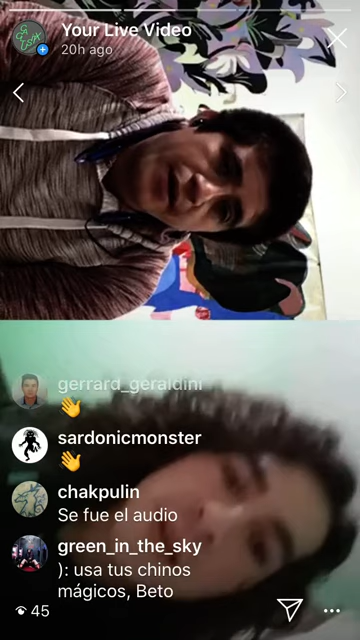 Your Live Video
20h ago
gerrard_geraldini
👋
sardonicmonster
👋
chakpulin
Se fue el audio
green_in_the_sky
): usa tus chinos
mágicos, Beto
45